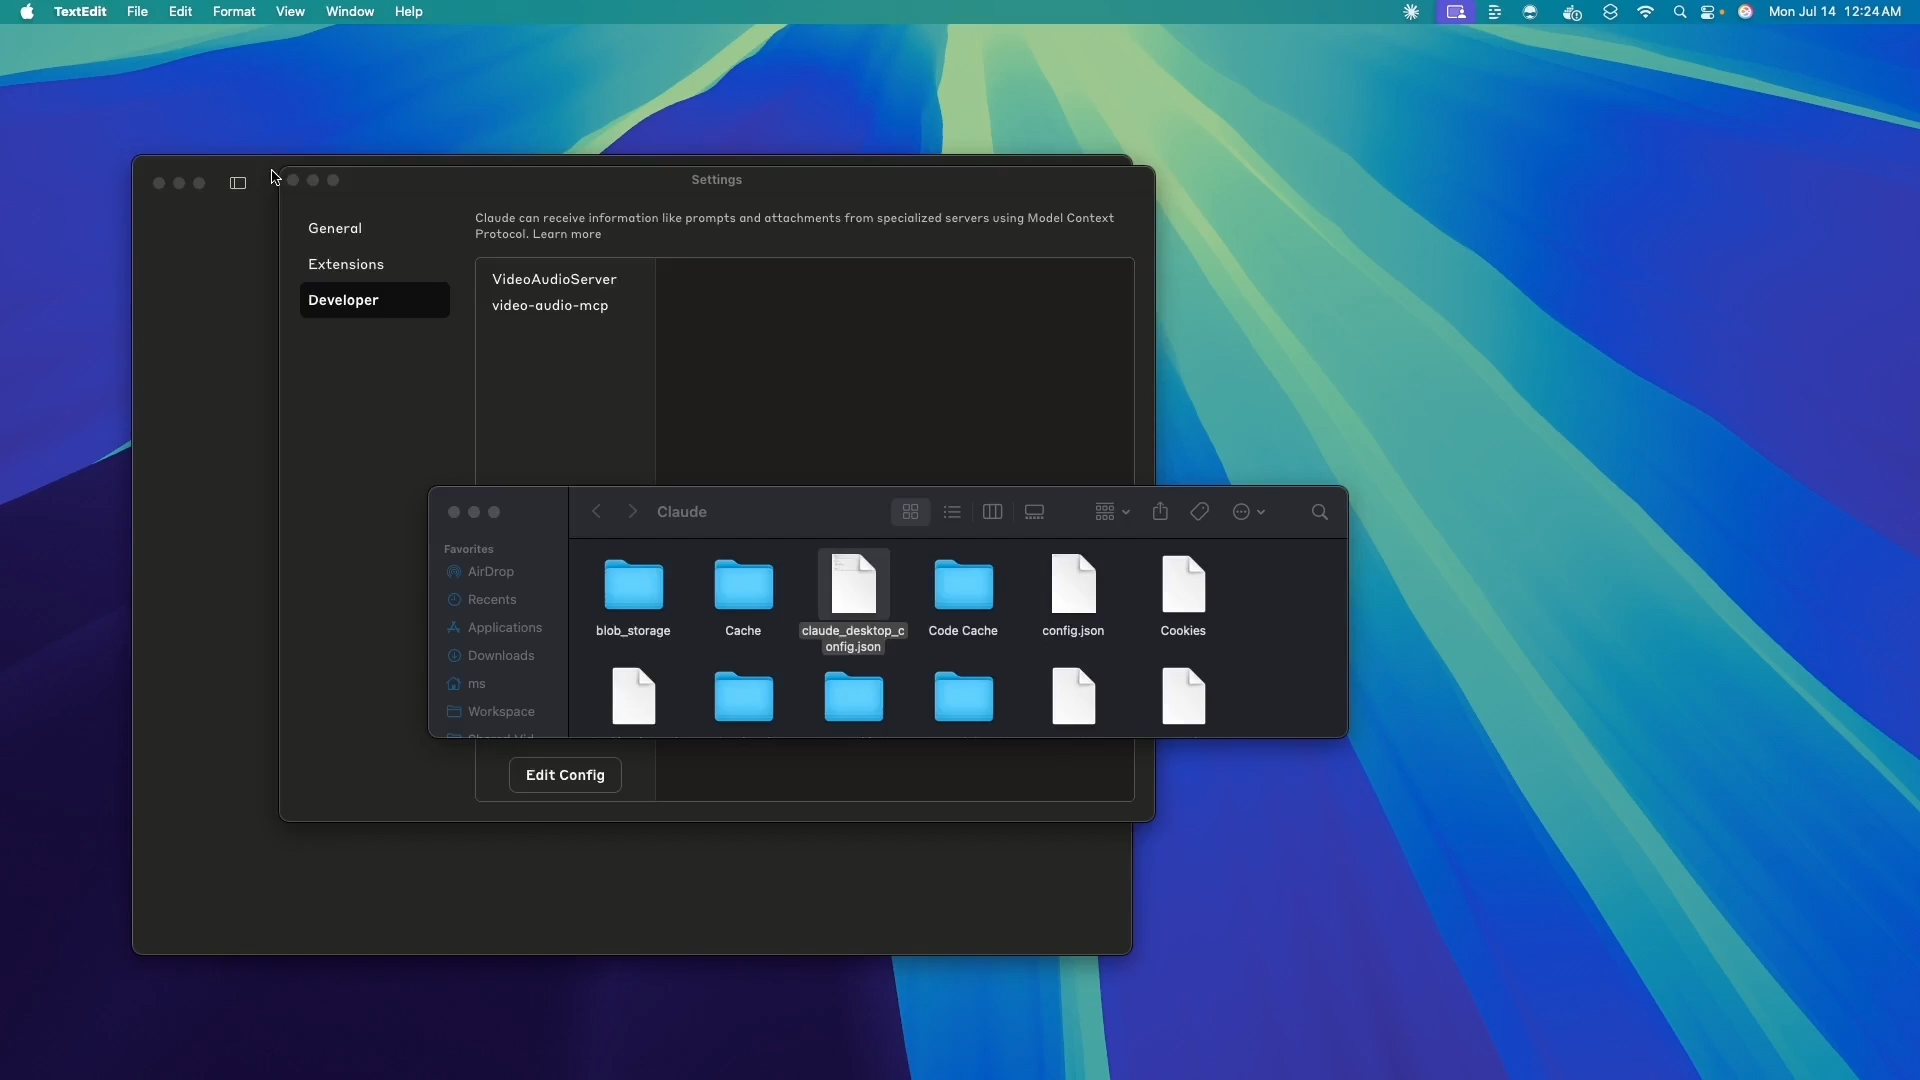 TextEdit File Edit Format View Window Help
Mon Jul 14 12:24 AM
Settings
General
Extensions
Developer
Claude can receive information like prompts and attachments from specialized servers using Model Context
Protocol. Learn more
VideoAudioServer
video-audio-mcp
Claude
Favorites
AirDrop
Recents
Applications
Downloads
ms
Workspace
blob_storage
Cache
claude_desktop_c
onfig.json
Code Cache
config.json
Cookies
Edit Config